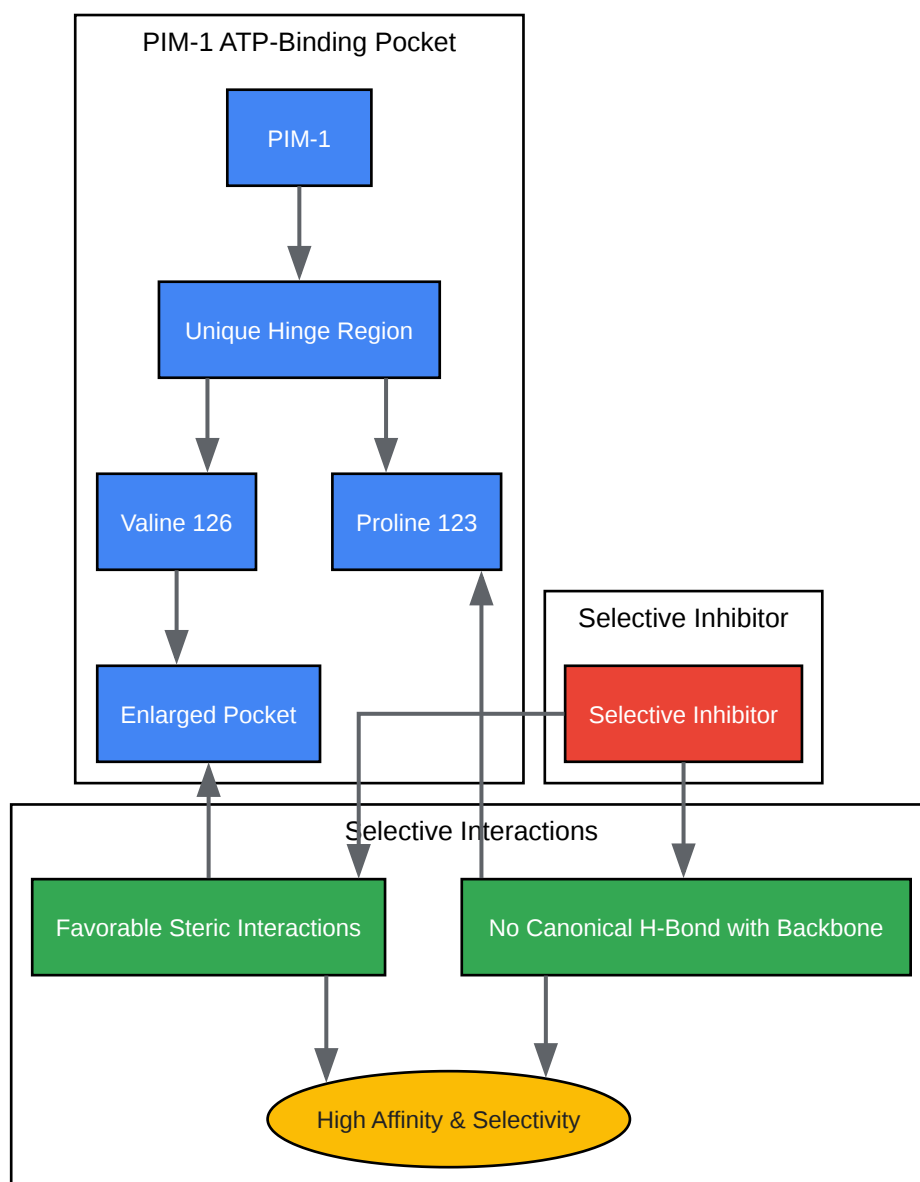 PIM-1 ATP-Binding Pocket
PIM-1
Unique Hinge Region
Valine 126
Proline 123
Enlarged Pocket
Selective Inhibitor
Selective Inhibitor
Selective Interactions
Favorable Steric Interactions
No Canonical H-Bond with Backbone
High Affinity & Selectivity